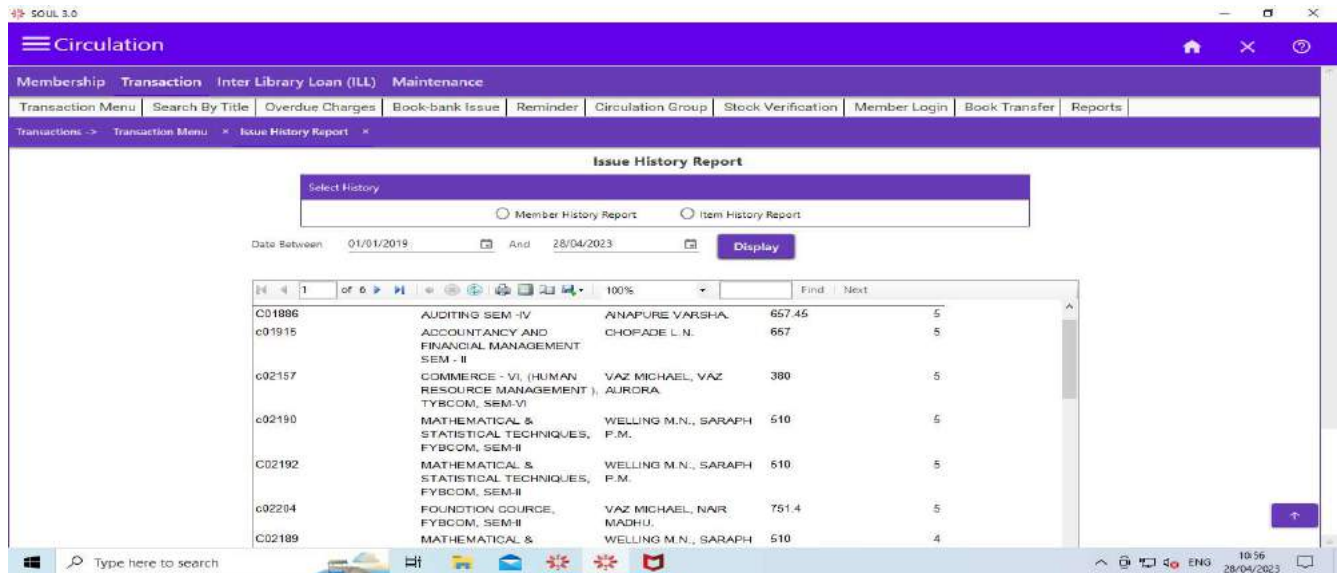 SOUL 3.0
Circulation
Membership Transaction Inter Library Loan (ILL) Maintenance
Transaction Menu Search By Title Overdue Charges Book-bank Issue Reminder Circulation Group Stock Verification Member Login Book Transfer Reports
Transactions -> Transaction Menu × Issue History Report ×
Issue History Report
Select History
Member History Report Item History Report
Date Between 01/01/2019 And 28/04/2023 Display
1 of 6 100% Find Next
C01886 AUDITING SEM -IV AINAPURE VARSHA. 657.45 5
c01915 ACCOUNTANCY AND CHOPADE L.N. 657 5
FINANCIAL MANAGEMENT
SEM - II
c02157 COMMERCE - VI, (HUMAN VAZ MICHAEL, VAZ 380 5
RESOURCE MANAGEMENT ), AURORA.
TYBCOM, SEM-VI
c02190 MATHEMATICAL & WELLING M.N., SARAPH 510 5
STATISTICAL TECHNIQUES, P.M.
FYBCOM, SEM-II
C02192 MATHEMATICAL & WELLING M.N., SARAPH 510 5
STATISTICAL TECHNIQUES, P.M.
FYBCOM, SEM-II
c02204 FOUNDTION COURCE, VAZ MICHAEL, NAIR 751.4 5
FYBCOM, SEM-II MADHU.
C02189 MATHEMATICAL & WELLING M.N., SARAPH 510 4
Type here to search ENG 10:56
28/04/2023